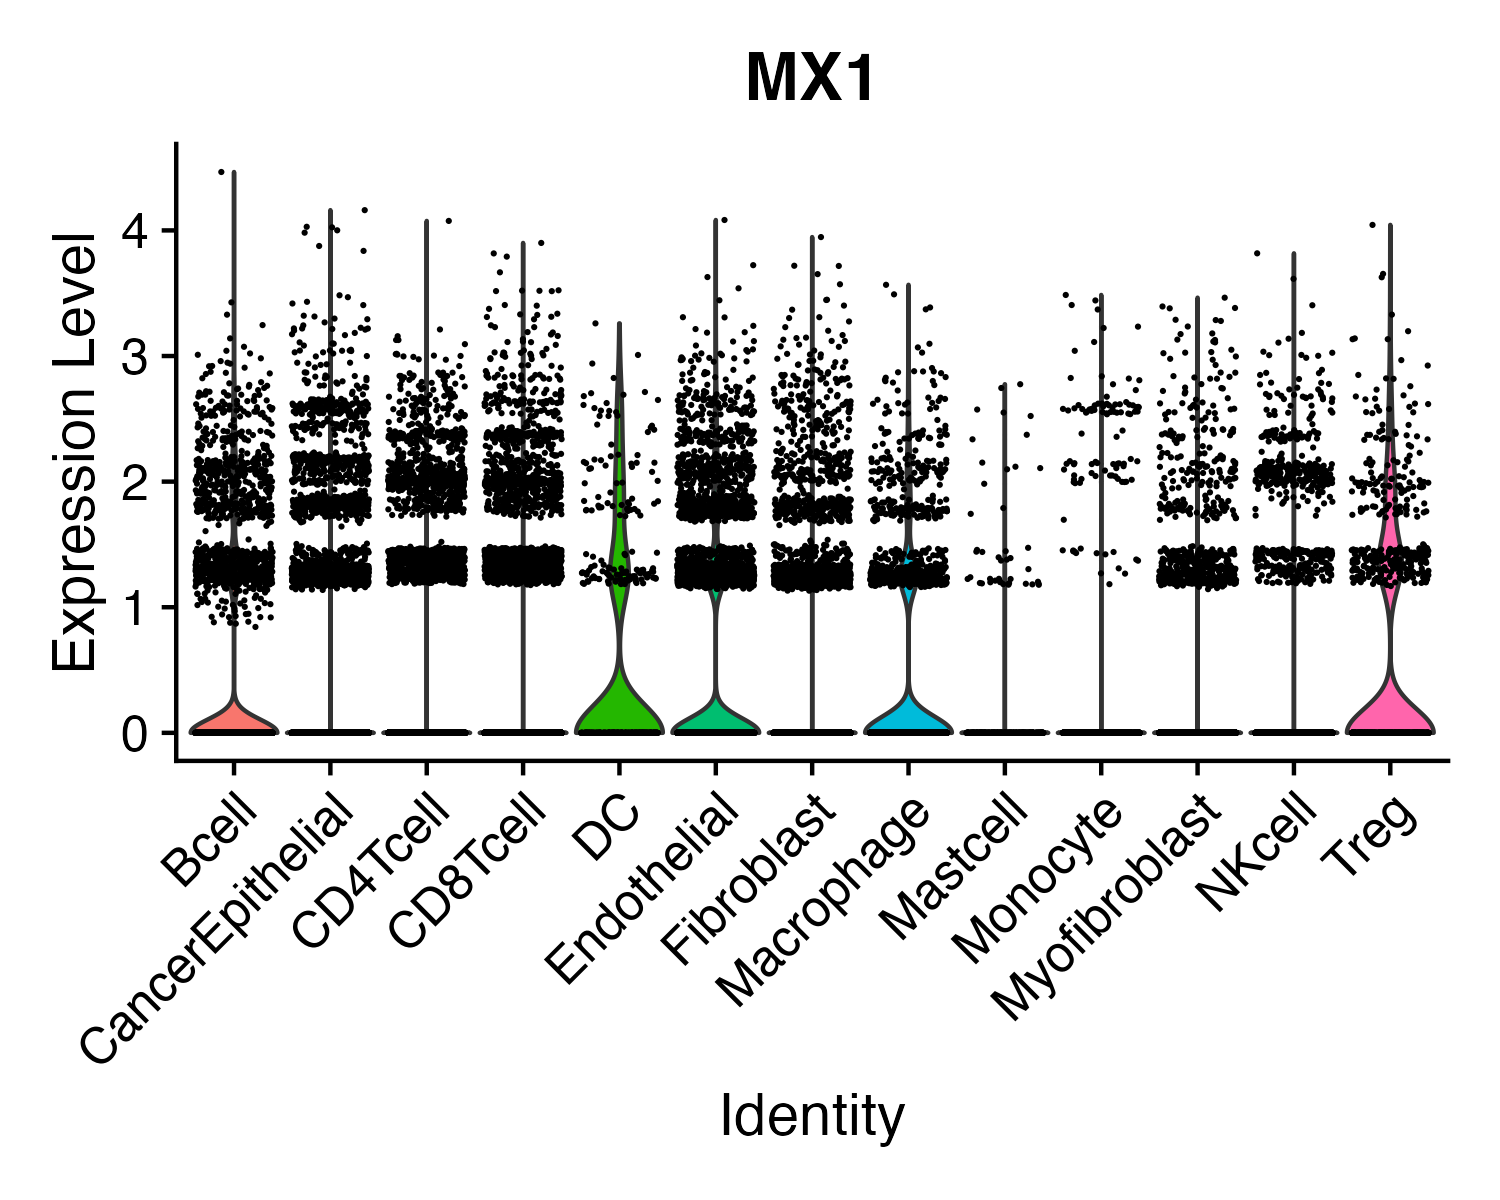 MX1
Expression Level
4
3
2
1
0
Bcell
CancerEpithelial
CD4Tcell
CD8Tcell
DC
Endothelial
Fibroblast
Macrophage
Mastcell
Monocyte
Myofibroblast
NKcell
Treg
Identity